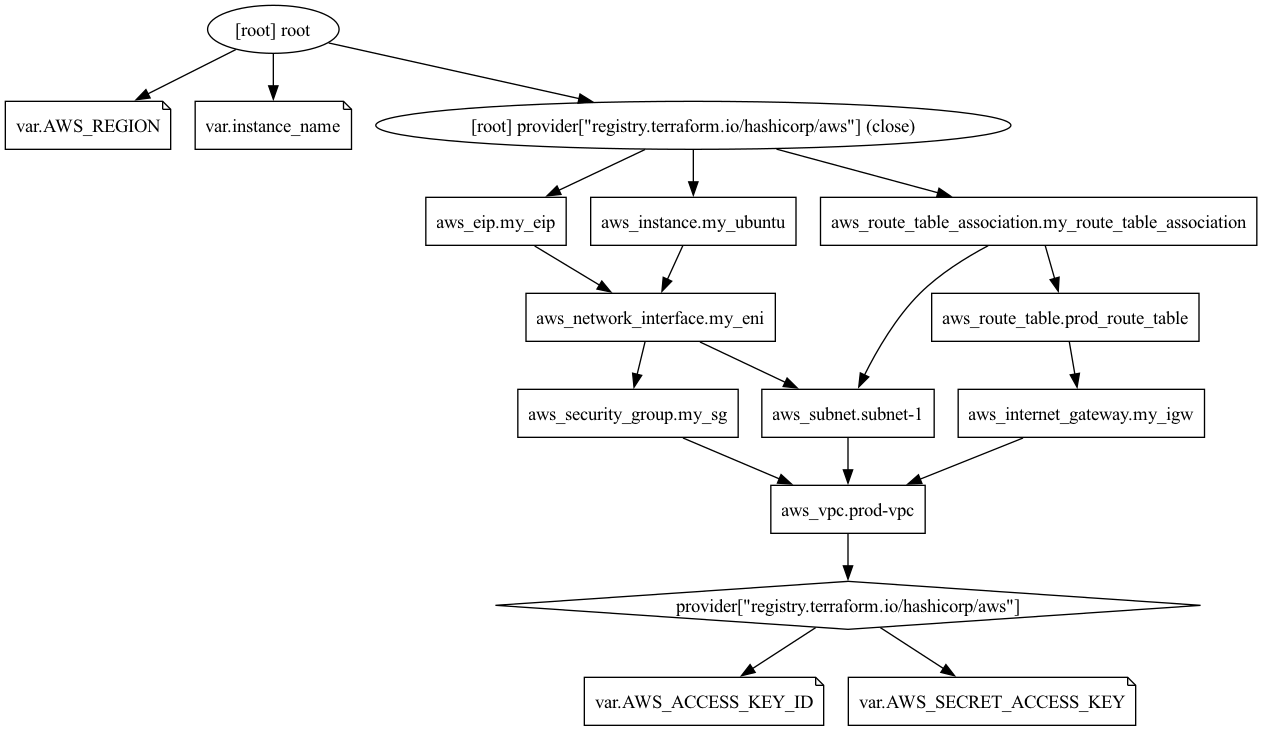 [root] root
var.AWS_REGION
var.instance_name
[root] provider["registry.terraform.io/hashicorp/aws"] (close)
aws_eip.my_eip
aws_instance.my_ubuntu
aws_route_table_association.my_route_table_association
aws_network_interface.my_eni
aws_route_table.prod_route_table
aws_security_group.my_sg
aws_subnet.subnet-1
aws_internet_gateway.my_igw
aws_vpc.prod-vpc
provider["registry.terraform.io/hashicorp/aws"]
var.AWS_ACCESS_KEY_ID
var.AWS_SECRET_ACCESS_KEY